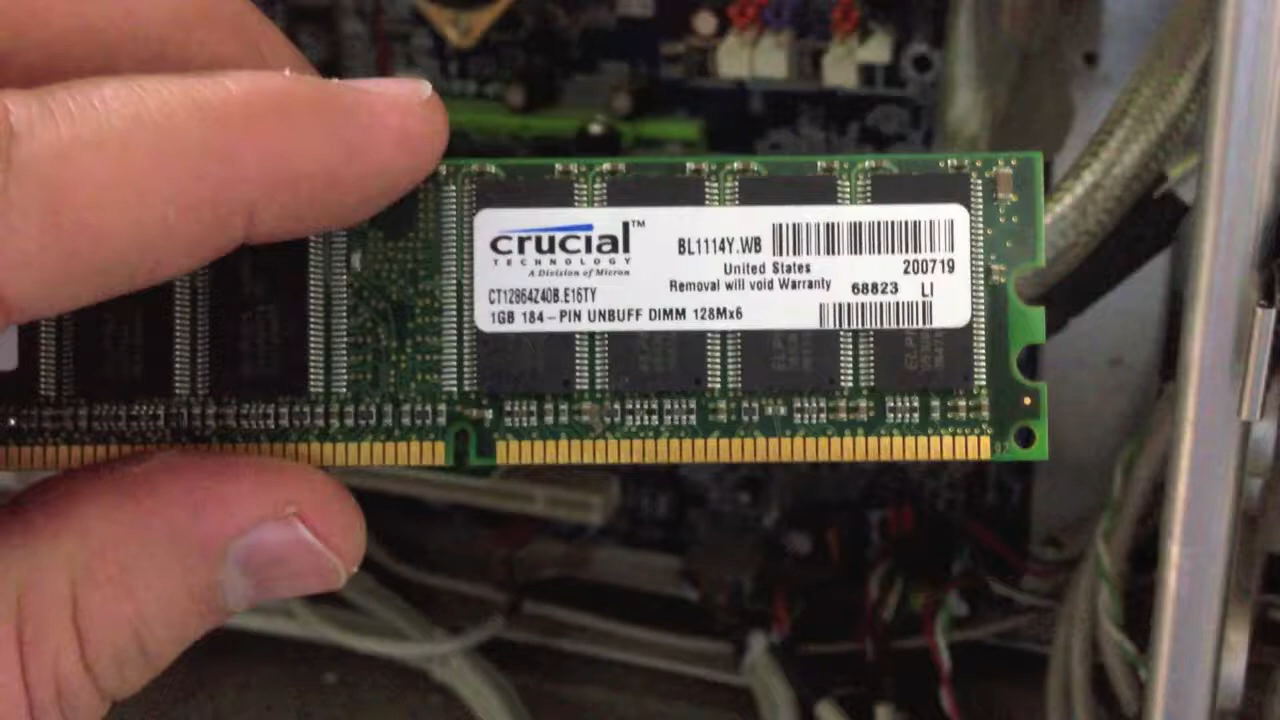 crucial™
TECHNOLOGY
A Division of Micron
BL1114Y.WB
United States
200719
Removal will void Warranty
68823 LI
CT12864Z40B.E16TY
1GB 184-PIN UNBUFF DIMM 128Mx6